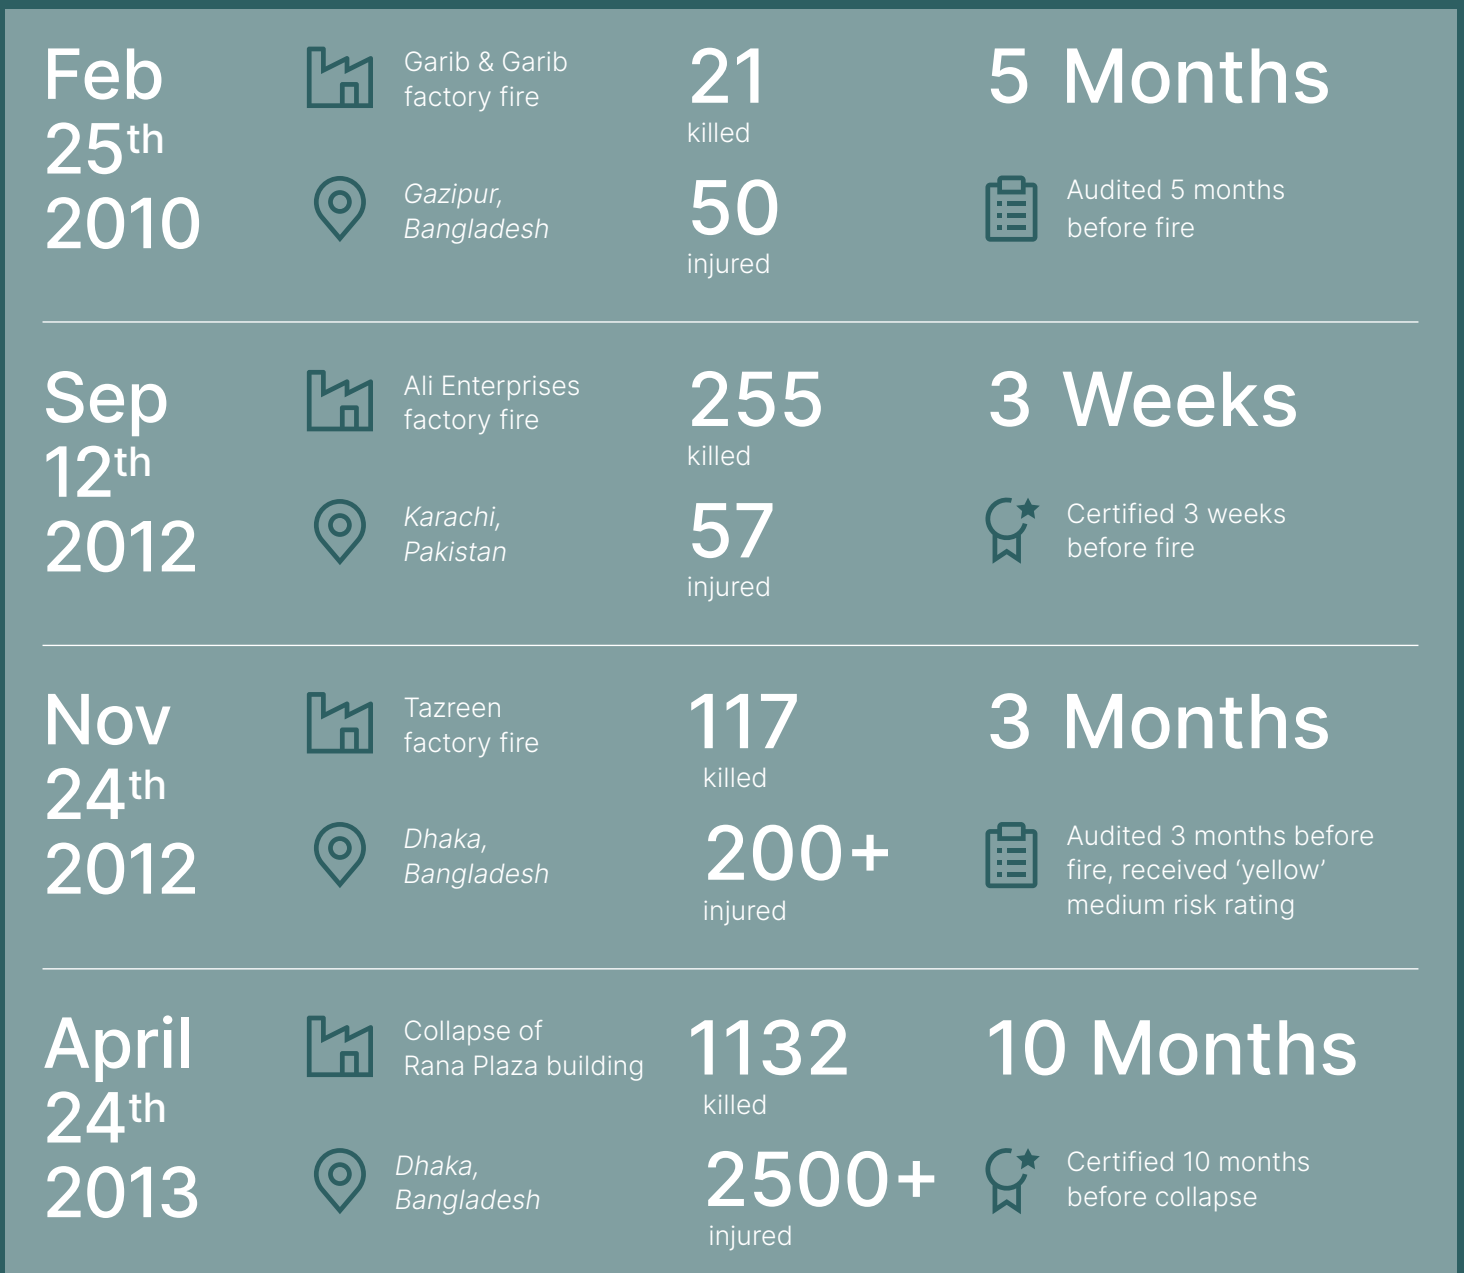 Feb
25th
2010
Garib & Garib
factory fire
Gazipur,
Bangladesh
21
killed
50
injured
5 Months
Audited 5 months
before fire
Sep
12th
2012
Ali Enterprises
factory fire
Karachi,
Pakistan
255
killed
57
injured
3 Weeks
Certified 3 weeks
before fire
Nov
24th
2012
Tazreen
factory fire
Dhaka,
Bangladesh
117
killed
200+
injured
3 Months
Audited 3 months before
fire, received ‘yellow’
medium risk rating
April
24th
2013
Collapse of
Rana Plaza building
Dhaka,
Bangladesh
1132
killed
2500+
injured
10 Months
Certified 10 months
before collapse